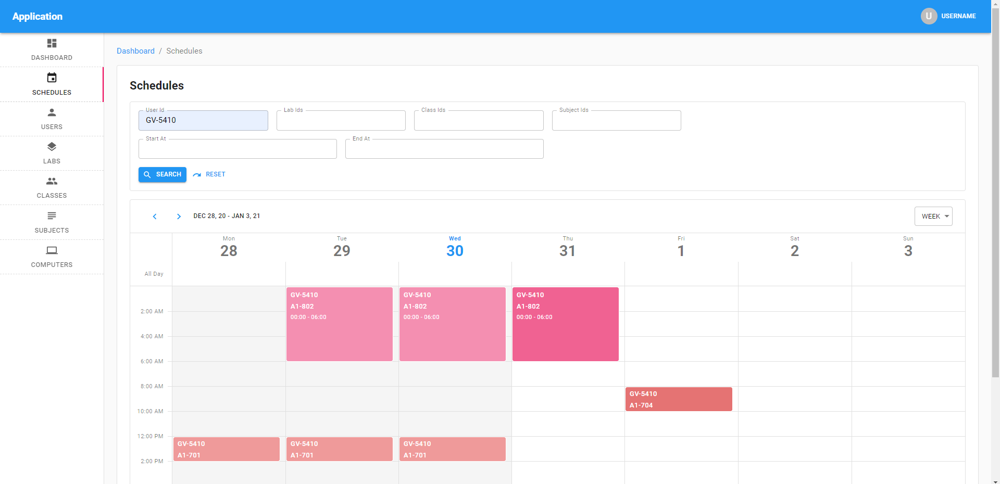 Application
U USERNAME
DASHBOARD
SCHEDULES
USERS
LABS
CLASSES
SUBJECTS
COMPUTERS
Dashboard / Schedules
Schedules
User Id
GV-5410
Lab Ids
Class Ids
Subject Ids
Start At
End At
SEARCH
RESET
DEC 28, 20 - JAN 3, 21
WEEK
Mon
28
Tue
29
Wed
30
Thu
31
Fri
1
Sat
2
Sun
3
All Day
2:00 AM
4:00 AM
6:00 AM
8:00 AM
10:00 AM
12:00 PM
2:00 PM
GV-5410
A1-701
GV-5410
A1-802
00:00 - 06:00
GV-5410
A1-701
GV-5410
A1-802
00:00 - 06:00
GV-5410
A1-701
GV-5410
A1-802
00:00 - 06:00
GV-5410
A1-704